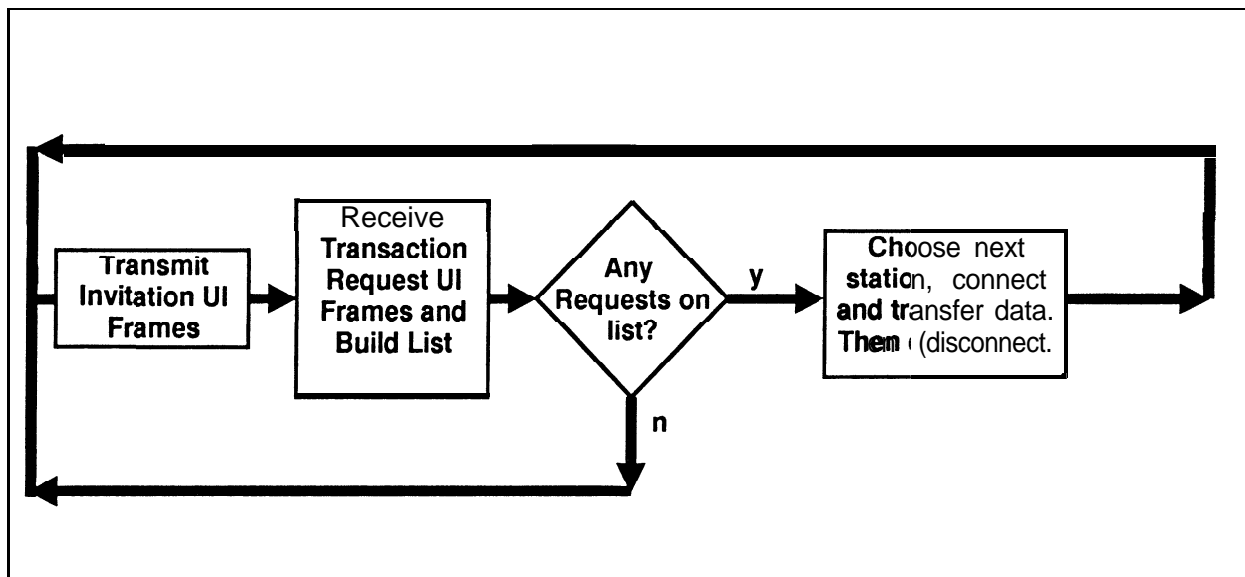 Transmit
Invitation UI
Frames
Receive
Transaction
Request UI
Frames and
Build List
Any
Requests on
list?
y
n
Choose next
station, connect
and transfer data.
Then (disconnect.